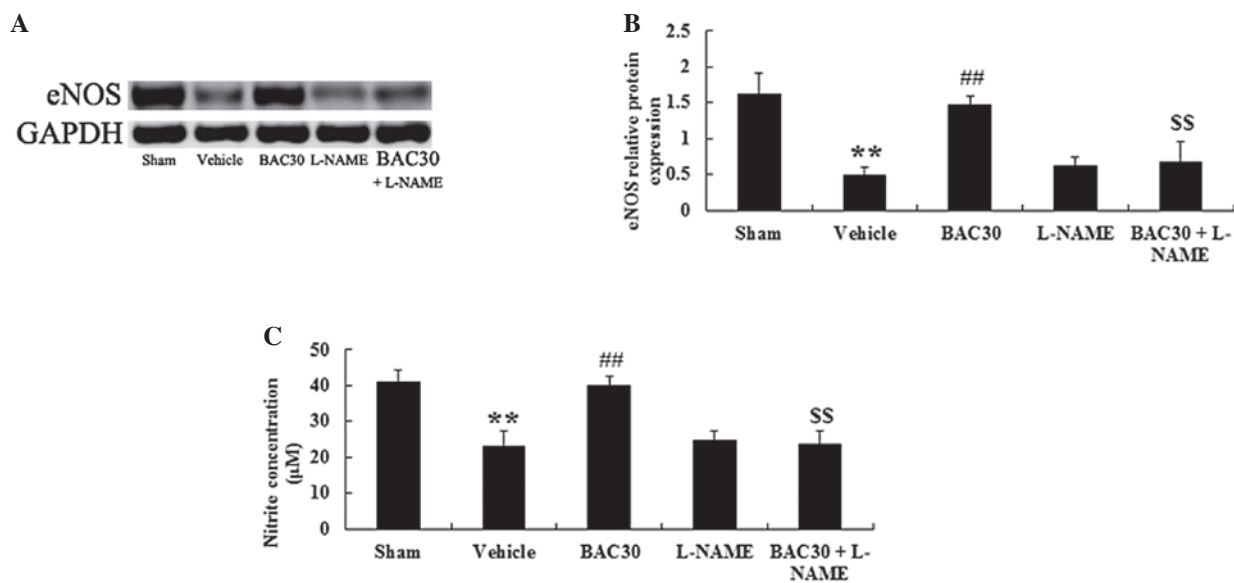 A
eNOS
GAPDH
Sham Vehicle BAC30 L-NAME BAC30
+ L-NAME
B
eNOS relative protein
expression
2.5
2
1.5
1
0.5
0
**
##
$$
Sham Vehicle BAC30 L-NAME BAC30 + L-
NAME
C
Nitrite concentration
(µM)
50
40
30
20
10
0
**
##
$$
Sham Vehicle BAC30 L-NAME BAC30 + L-
NAME